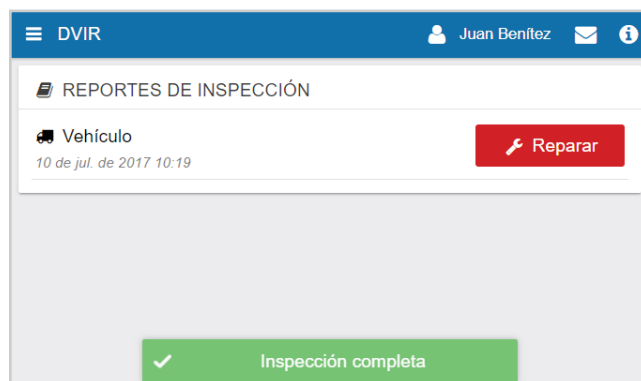 DVIR
Juan Benítez
REPORTES DE INSPECCIÓN
Vehículo
10 de jul. de 2017 10:19
Reparar
Inspección completa